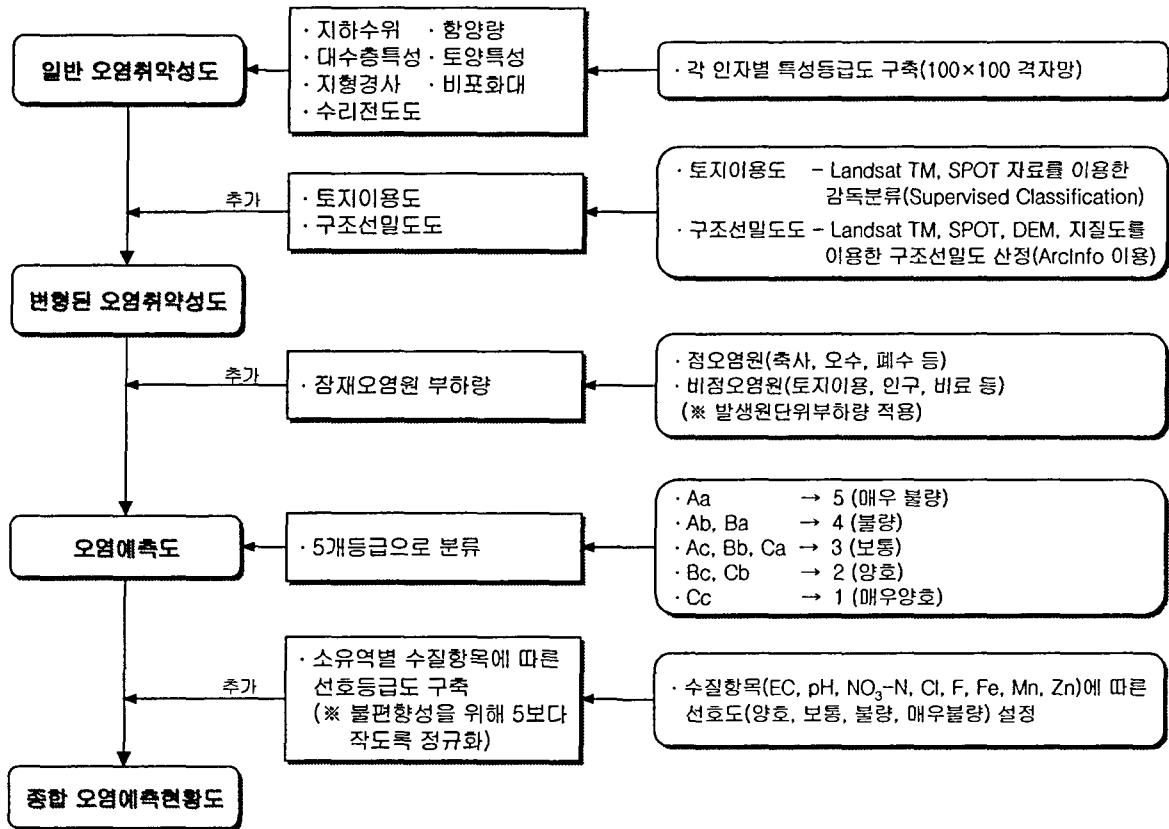 일반 오염취약성도
· 지하수위 · 함양량
· 대수층특성 · 토양특성
· 지형경사 · 비포화대
· 수리전도도
· 각 인자별 특성등급도 구축(100×100 격자망)
추가
· 토지이용도
· 구조선밀도도
· 토지이용도 – Landsat TM, SPOT 자료를 이용한
감독분류(Supervised Classification)
· 구조선밀도도 – Landsat TM, SPOT, DEM, 지질도를
이용한 구조선밀도 산정(ArcInfo 이용)
변형된 오염취약성도
추가
· 잠재오염원 부하량
· 점오염원(축사, 오수, 폐수 등)
· 비점오염원(토지이용, 인구, 비료 등)
(※ 발생원단위부하량 적용)
오염예측도
· 5개등급으로 분류
· Aa → 5 (매우 불량)
· Ab, Ba → 4 (불량)
· Ac, Bb, Ca → 3 (보통)
· Bc, Cb → 2 (양호)
· Cc → 1 (매우양호)
추가
· 소유역별 수질항목에 따른
선호등급도 구축
(※ 불편향성을 위해 5보다
작도록 정규화)
· 수질항목(EC, pH, NO₃-N, Cl, F, Fe, Mn, Zn)에 따른
선호도(양호, 보통, 불량, 매우불량) 설정
종합 오염예측현황도